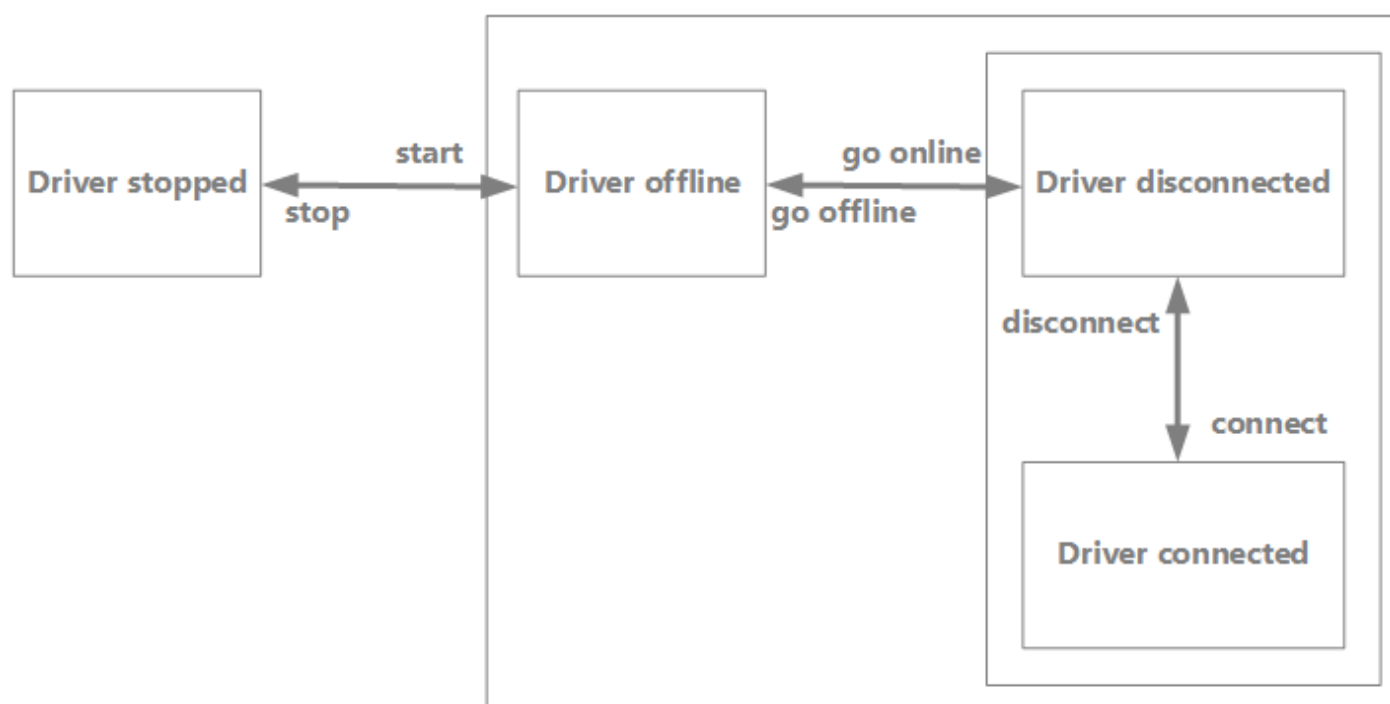 start
go online
Driver stopped
Driver offline
Driver disconnected
stop
go offline
disconnect
connect
Driver connected